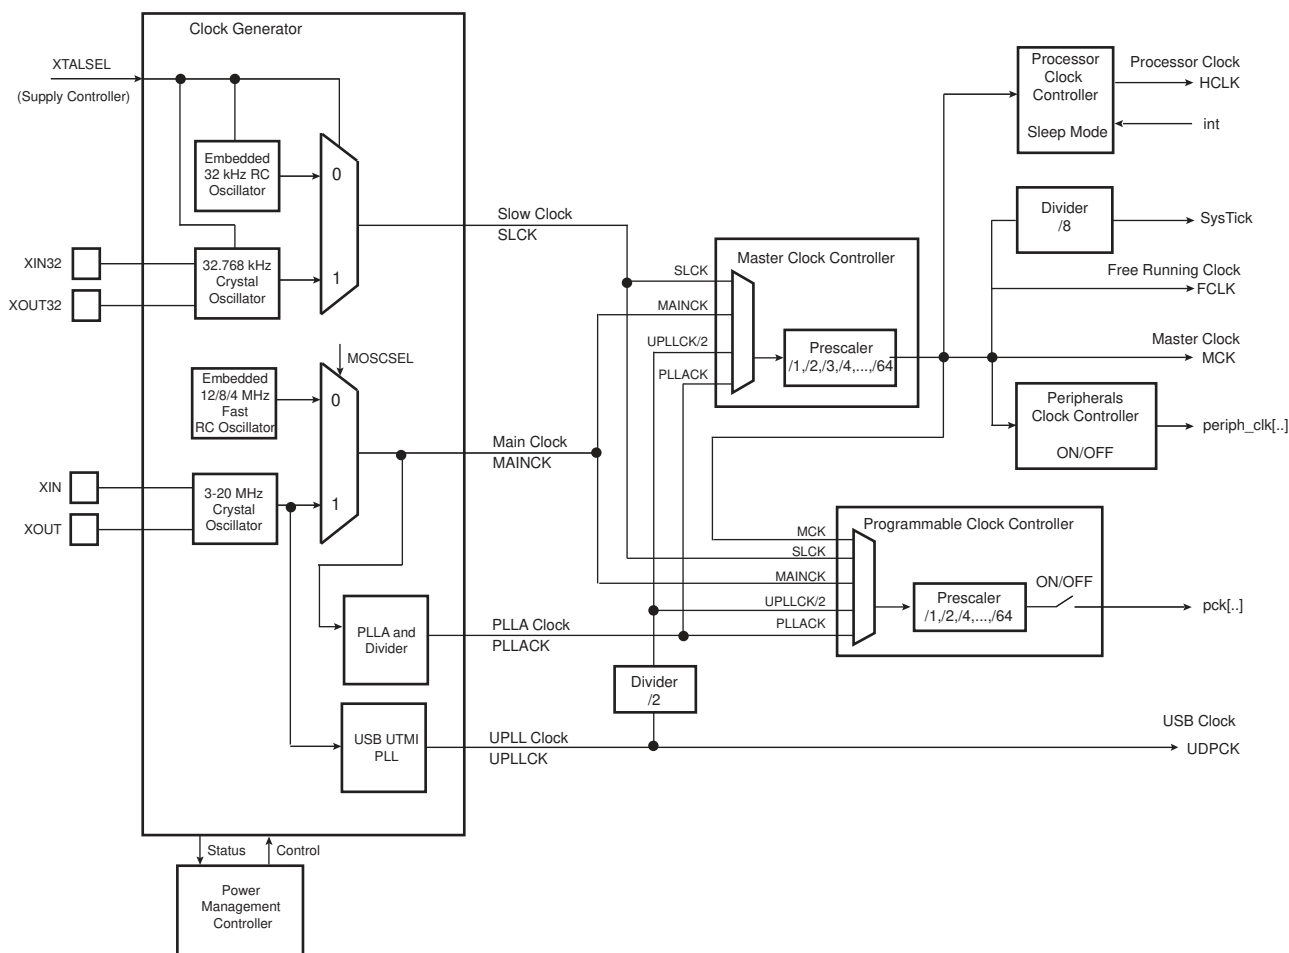 Clock Generator
XTALSEL
(Supply Controller)
Embedded
32 kHz RC
Oscillator
0
XIN32
XOUT32
32.768 kHz
Crystal
Oscillator
1
Slow Clock
SLCK
MOSCSEL
Embedded
12/8/4 MHz
Fast
RC Oscillator
0
XIN
XOUT
3-20 MHz
Crystal
Oscillator
1
Main Clock
MAINCK
PLLA and
Divider
PLLA Clock
PLLACK
USB UTMI
PLL
UPLL Clock
UPLLCK
Divider
/2
Status
Control
Power
Management
Controller
Master Clock Controller
SLCK
MAINCK
UPLLCK/2
PLLACK
Prescaler
/1,/2,/3,/4,...,/64
Processor
Clock
Controller
Sleep Mode
Processor Clock
HCLK
int
Divider
/8
SysTick
Free Running Clock
FCLK
Master Clock
MCK
Peripherals
Clock Controller
ON/OFF
periph_clk[..]
Programmable Clock Controller
MCK
SLCK
MAINCK
UPLLCK/2
PLLACK
Prescaler
/1,/2,/4,...,/64
ON/OFF
pck[..]
USB Clock
UDPCK